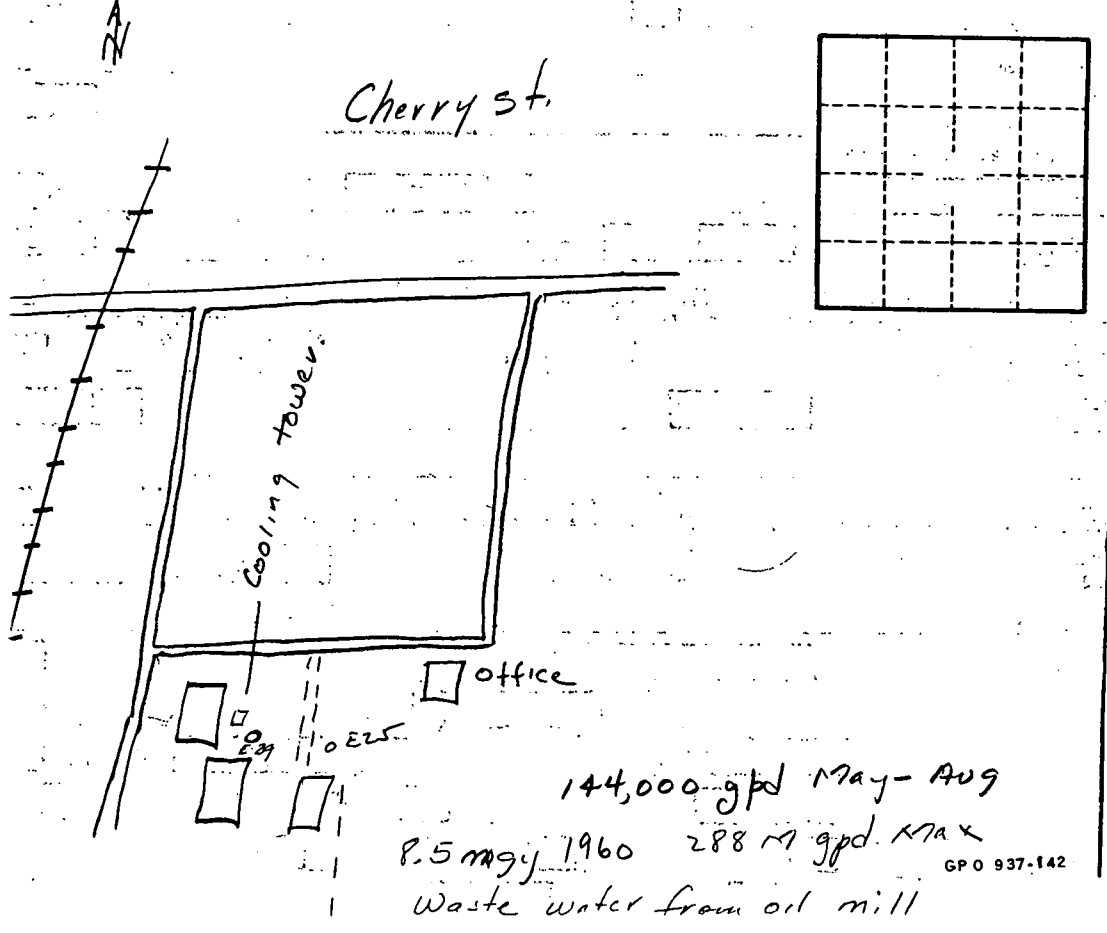 N
Cherry st.
Cooling tower.
office
E29
E25
144,000 gpd May - Aug
8.5 mgy 1960 288 M gpd. Max
GPO 937-142
Waste water from oil mill